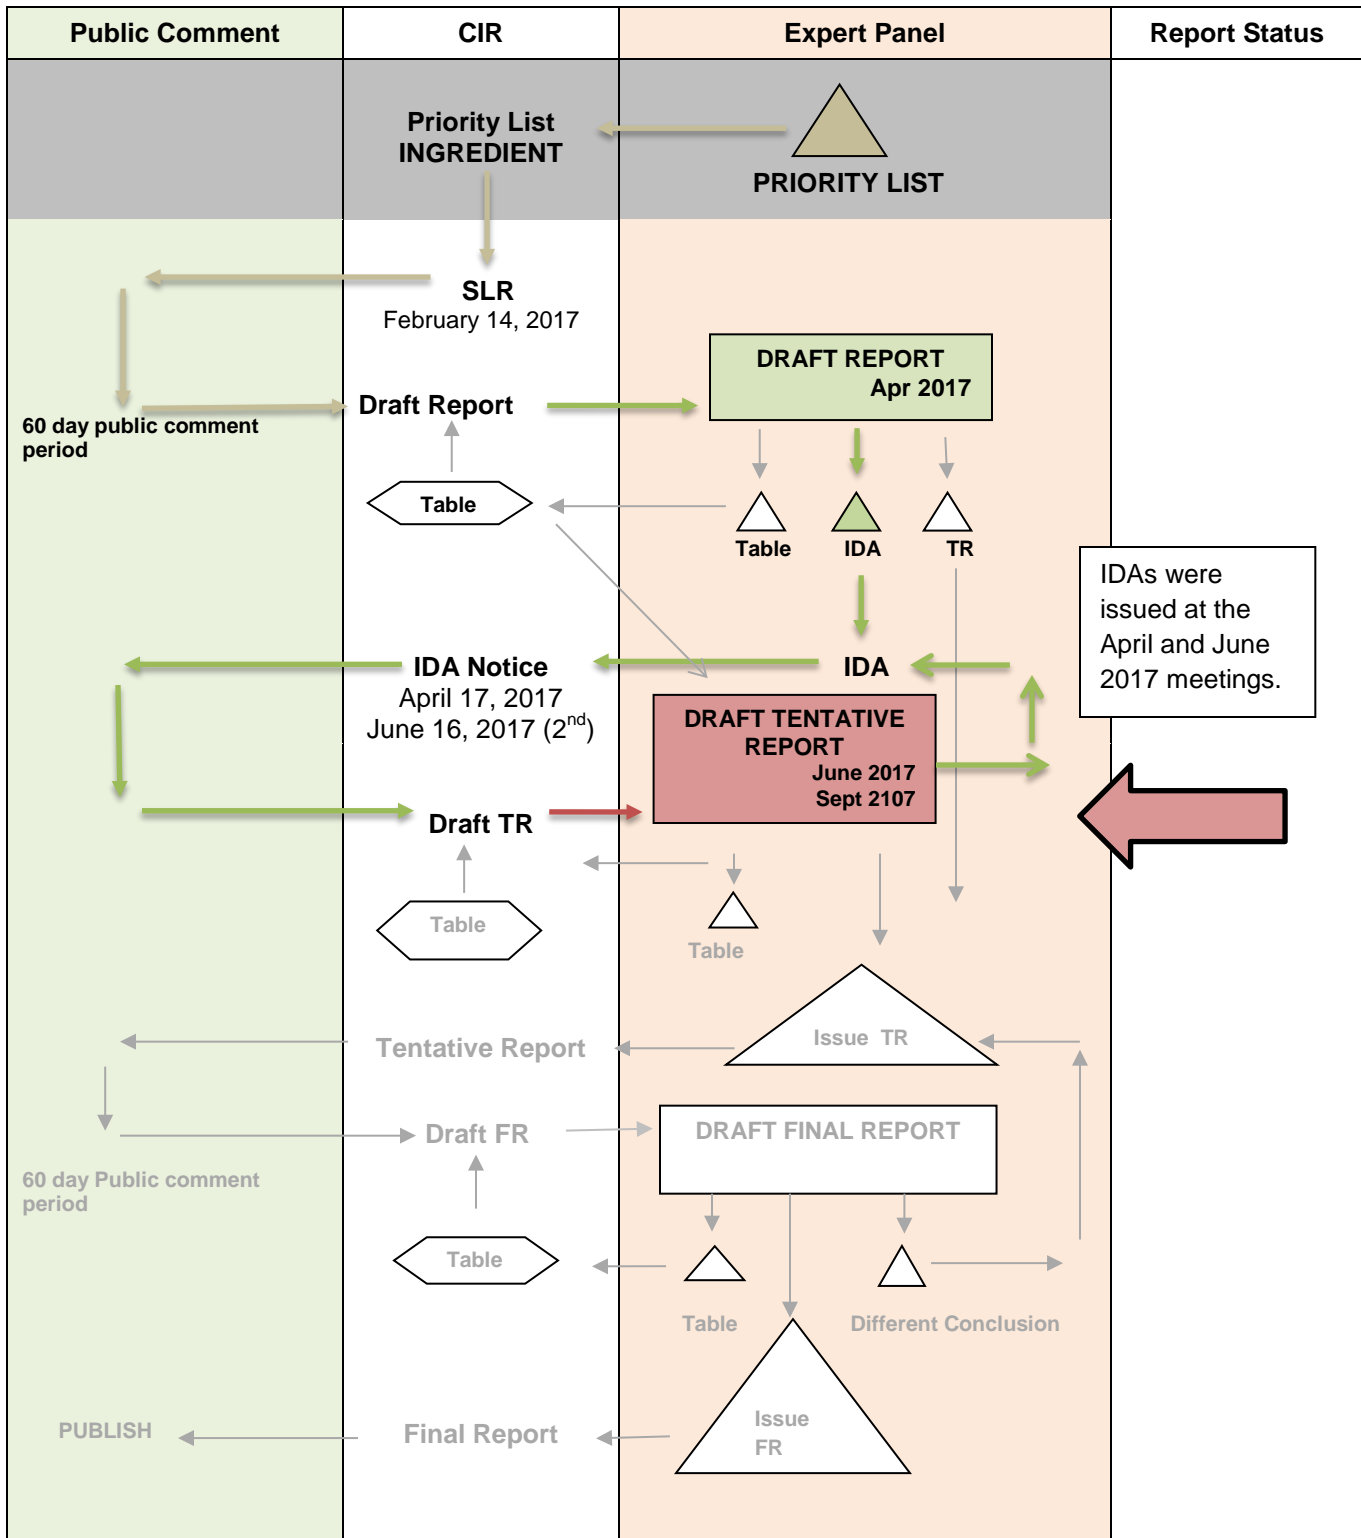 Public Comment
CIR
Expert Panel
Report Status
Priority List
INGREDIENT
PRIORITY LIST
SLR
February 14, 2017
DRAFT REPORT
Apr 2017
60 day public comment
period
Draft Report
Table
Table
IDA
TR
IDAs were
issued at the
April and June
2017 meetings.
IDA Notice
April 17, 2017
June 16, 2017 (2nd)
IDA
DRAFT TENTATIVE
REPORT
June 2017
Sept 2107
Draft TR
Table
Table
Tentative Report
Issue TR
Draft FR
DRAFT FINAL REPORT
60 day Public comment
period
Table
Table
Different Conclusion
PUBLISH
Final Report
Issue
FR